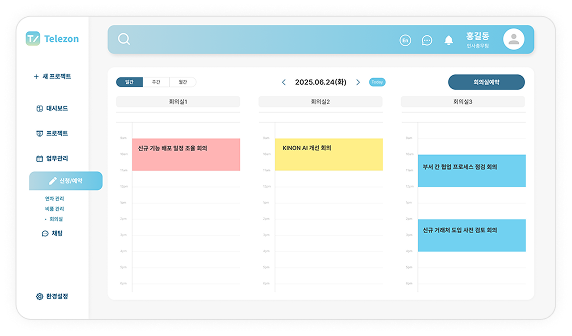 Telezon
홍길동
인사총무팀
+ 새 프로젝트
대시보드
프로젝트
업무관리
신청/예약
연차 관리
비품 관리
• 회의실
채팅
환경설정
일간
주간
월간
2025.06.24(화)
Today
회의실예약
회의실1
회의실2
회의실3
신규 기능 배포 일정 조율 회의
KINON AI 개선 회의
부서 간 협업 프로세스 점검 회의
신규 거래처 도입 사전 검토 회의